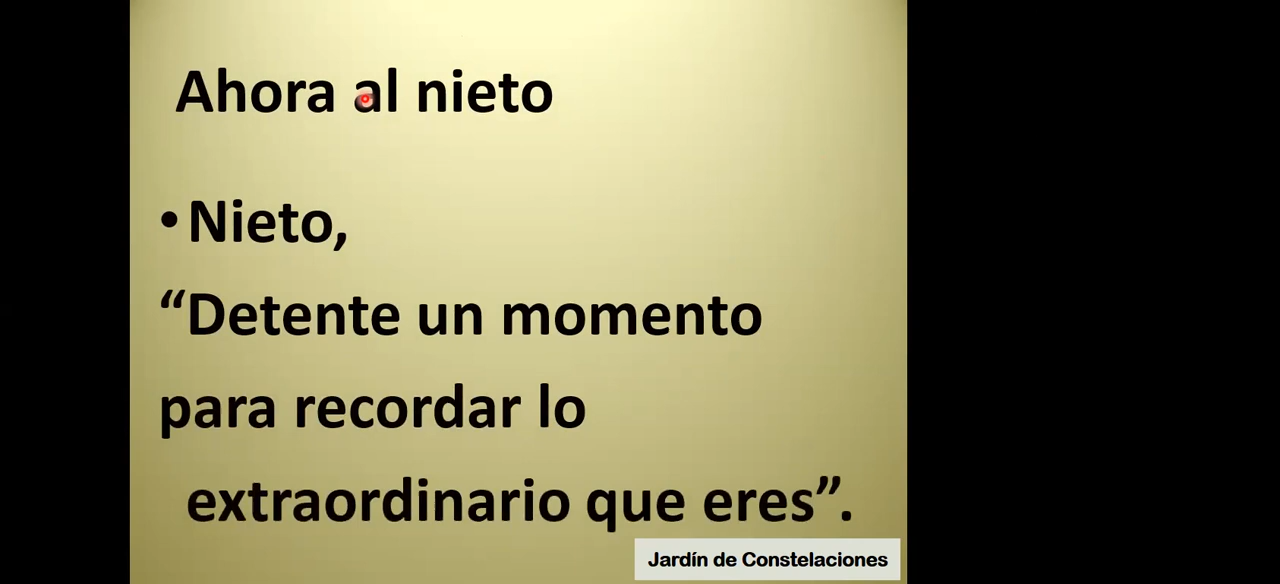 Ahora al nieto
•Nieto,
“Detente un momento
para recordar lo
extraordinario que eres”.
Jardín de Constelaciones